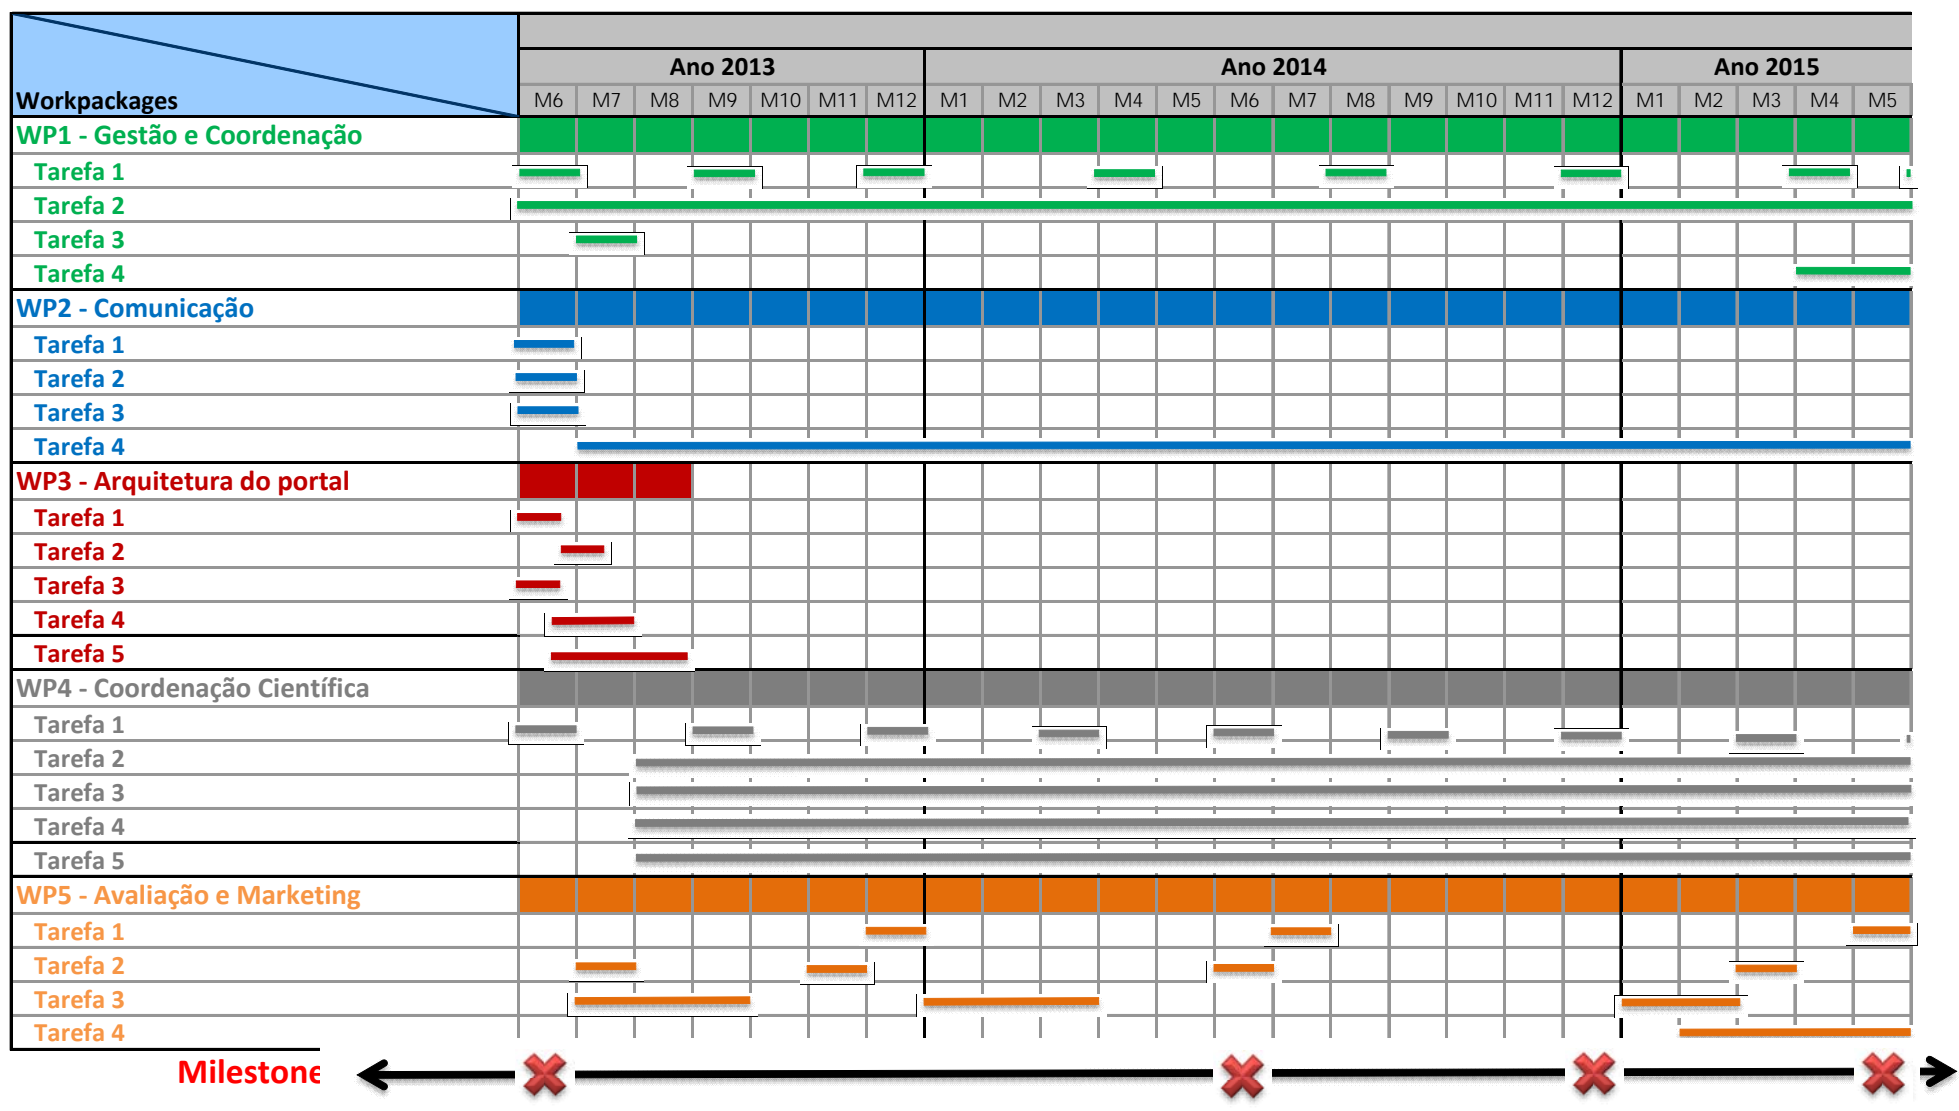 Ano 2013 Ano 2014 Ano 2015
Workpackages M6 M7 M8 M9 M10 M11 M12 M1 M2 M3 M4 M5 M6 M7 M8 M9 M10 M11 M12 M1 M2 M3 M4 M5
WP1 - Gestão e Coordenação
Tarefa 1
Tarefa 2
Tarefa 3
Tarefa 4
WP2 - Comunicação
Tarefa 1
Tarefa 2
Tarefa 3
Tarefa 4
WP3 - Arquitetura do portal
Tarefa 1
Tarefa 2
Tarefa 3
Tarefa 4
Tarefa 5
WP4 - Coordenação Científica
Tarefa 1
Tarefa 2
Tarefa 3
Tarefa 4
Tarefa 5
WP5 - Avaliação e Marketing
Tarefa 1
Tarefa 2
Tarefa 3
Tarefa 4
Milestone